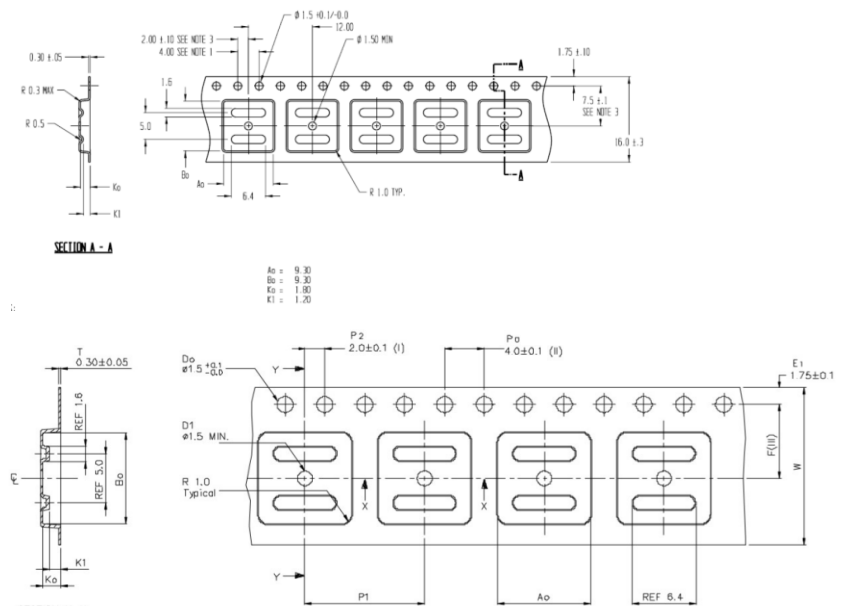 Ø 1.5 +0.1/-0.0
12.00
2.00 ±.10 SEE NOTE 3
Ø 1.50 MIN
4.00 SEE NOTE 1
0.30 ±.05
1.75 ±.10
A
1.6
R 0.3 MAX
7.5 ±.1
SEE NOTE 3
5.0
R 0.5
16.0 ±.3
Bo
Ao
A
Ko
6.4
R 1.0 TYP.
K1
SECTION A - A
Ao = 9.30
Bo = 9.30
Ko = 1.80
K1 = 1.20
P2
2.0±0.1 (I)
Po
4.0±0.1 (II)
T
0.30±0.05
Do
ø1.5 +0.1 -0.0
Y
E1
1.75±0.1
REF 1.6
D1
ø1.5 MIN.
F(III)
W
REF 5.0
Bo
R 1.0
Typical
X
X
K1
Ko
Y
P1
Ao
REF 6.4